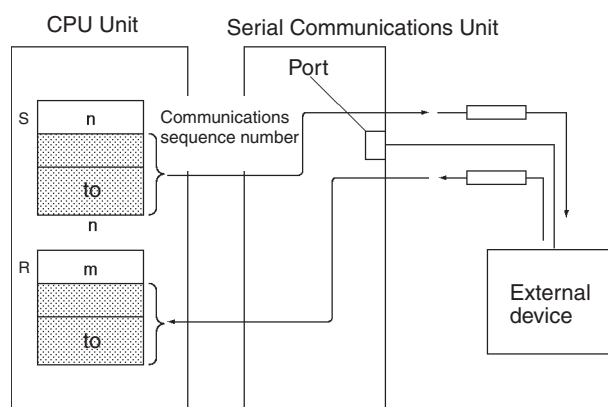 CPU Unit
Serial Communications Unit
Port
S
n
Communications
sequence number
to
n
R
m
to
External
device